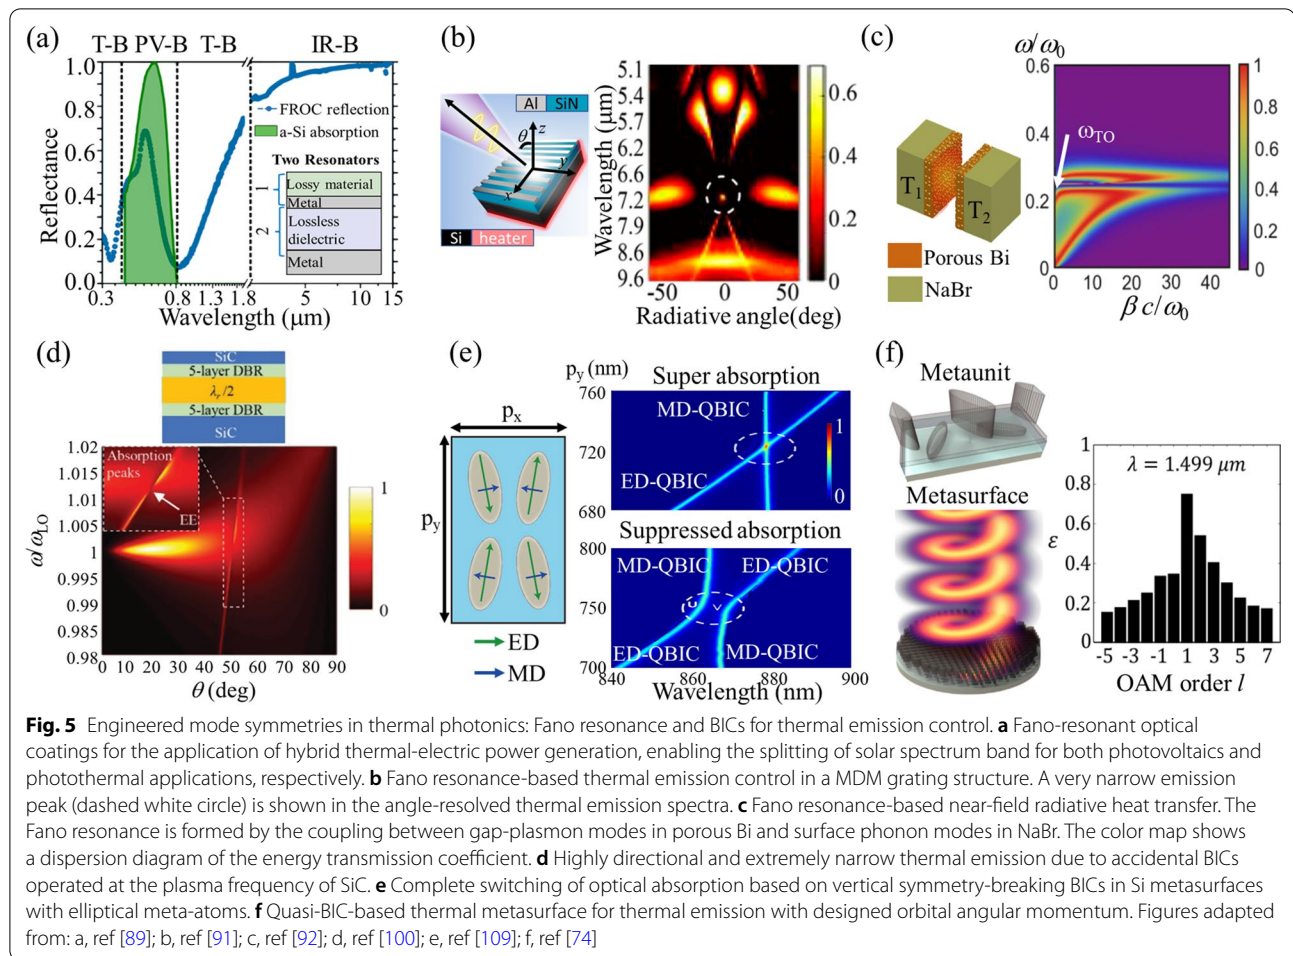 (a)
T-B PV-B T-B IR-B
1.0
0.8
0.6
0.4
0.2
0.0
Reflectance
FROC reflection
a-Si absorption
Two Resonators
1
Lossy material
Metal
2
Lossless
dielectric
Metal
0.3 0.8 1.3 1.8 5 10 15
Wavelength (μm)
(b)
Al SiN
θ
z
y
x
Si heater
Wavelength (μm)
5.1
5.4
5.7
6.2
6.6
7.2
7.8
8.6
9.6
0.6
0.4
0.2
0
-50 0 50
Radiative angle(deg)
(c)
T1
T2
Porous Bi
NaBr
ω/ω0
0.6
0.4
0.2
0
ωTO
10 20 30 40
β c/ω0
1
0.8
0.6
0.4
0.2
0
(d)
SiC
5-layer DBR
λr/2
5-layer DBR
SiC
ω/ωLO
1.02
1.015
1.01
1.005
1
0.995
0.99
0.985
0.98
Absorption
peaks
EE
0 10 20 30 40 50 60 70 80 90
θ (deg)
1
0
(e)
px
py
ED
MD
py (nm)
Super absorption
760
720
680
MD-QBIC
ED-QBIC
1
0
Suppressed absorption
800
750
700
MD-QBIC ED-QBIC
ED-QBIC MD-QBIC
840 880 900
Wavelength (nm)
(f)
Metaunit
Metasurface
λ = 1.499 μm
ε
1
0.8
0.6
0.4
0.2
0
-5 -3 -1 1 3 5 7
OAM order l
Fig. 5 Engineered mode symmetries in thermal photonics: Fano resonance and BICs for thermal emission control. a Fano-resonant optical
coatings for the application of hybrid thermal-electric power generation, enabling the splitting of solar spectrum band for both photovoltaics and
photothermal applications, respectively. b Fano resonance-based thermal emission control in a MDM grating structure. A very narrow emission
peak (dashed white circle) is shown in the angle-resolved thermal emission spectra. c Fano resonance-based near-field radiative heat transfer. The
Fano resonance is formed by the coupling between gap-plasmon modes in porous Bi and surface phonon modes in NaBr. The color map shows
a dispersion diagram of the energy transmission coefficient. d Highly directional and extremely narrow thermal emission due to accidental BICs
operated at the plasma frequency of SiC. e Complete switching of optical absorption based on vertical symmetry-breaking BICs in Si metasurfaces
with elliptical meta-atoms. f Quasi-BIC-based thermal metasurface for thermal emission with designed orbital angular momentum. Figures adapted
from: a, ref [89]; b, ref [91]; c, ref [92]; d, ref [100]; e, ref [109]; f, ref [74]